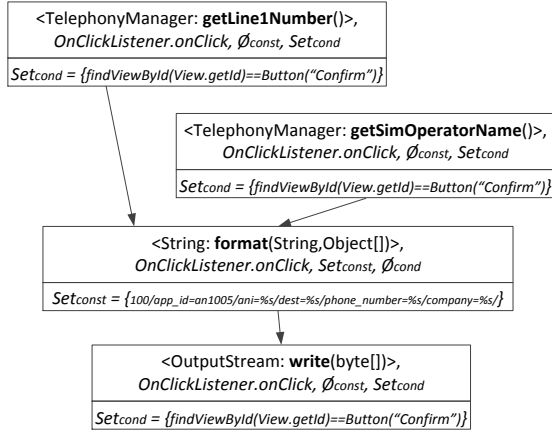 <TelephonyManager: getLine1Number()>,
OnClickListener.onClick, Øconst, Setcond
Setcond = {findViewById(View.getId)==Button(“Confirm”)}
<TelephonyManager: getSimOperatorName()>,
OnClickListener.onClick, Øconst, Setcond
Setcond = {findViewById(View.getId)==Button(“Confirm”)}
<String: format(String,Object[])>,
OnClickListener.onClick, Setconst, Øcond
Setconst = {100/app_id=an1005/ani=%s/dest=%s/phone_number=%s/company=%s/}
<OutputStream: write(byte[])>,
OnClickListener.onClick, Øconst, Setcond
Setcond = {findViewById(View.getId)==Button(“Confirm”)}